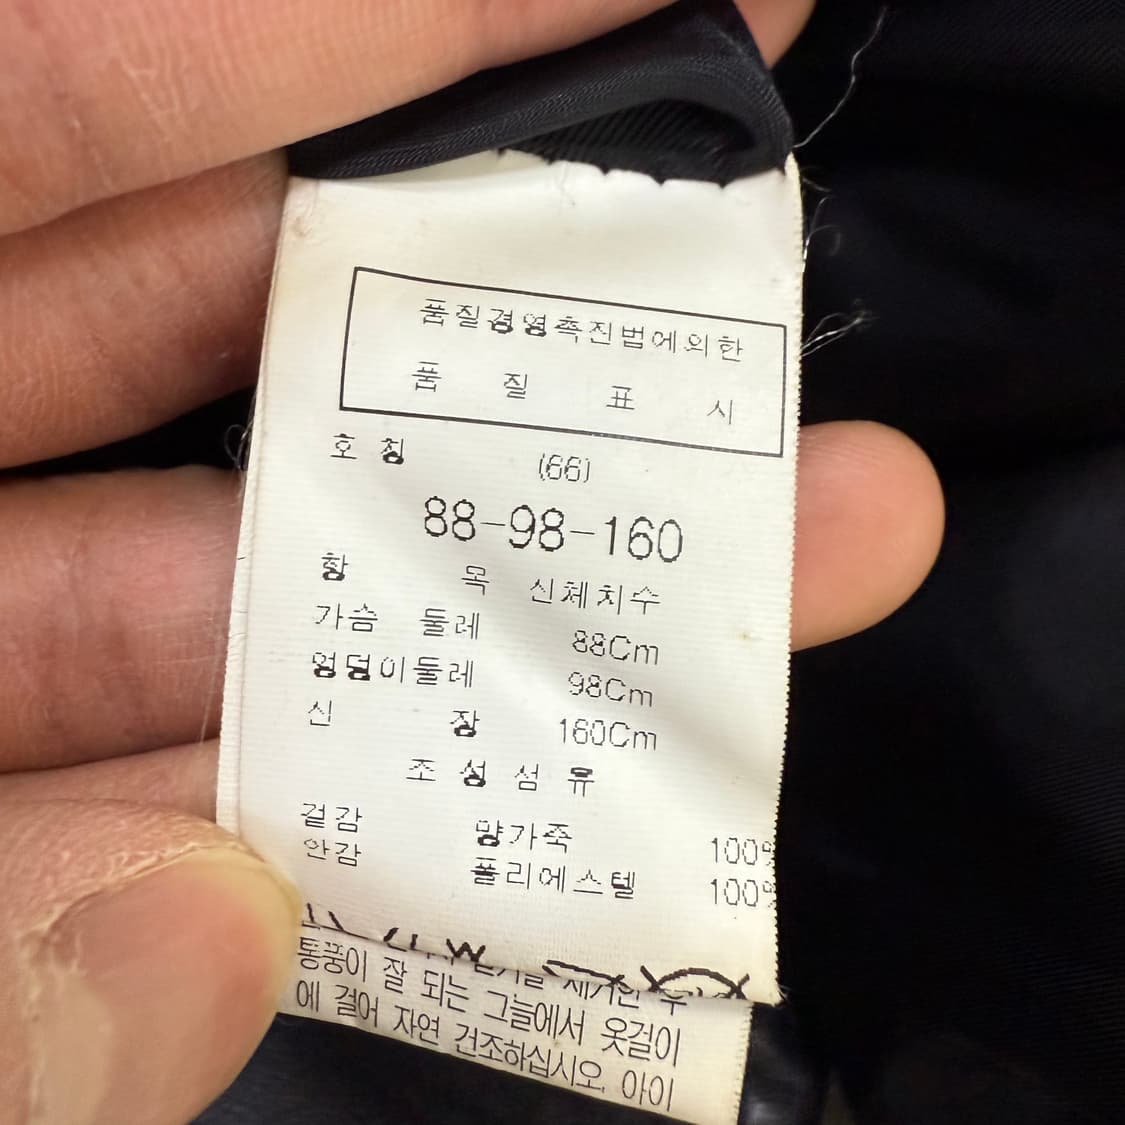 품질경영촉진법에의한
품 질 표 시
호 칭 (66)
88-98-160
항 목 신체치수
가슴 둘레 88Cm
엉덩이둘레 98Cm
신 장 160Cm
조 성 섬 유
겉감 양가죽 100%
안감 폴리에스텔 100%
제거한 후
통풍이 잘 되는 그늘에서 옷걸이
에 걸어 자연 건조하십시오. 아이